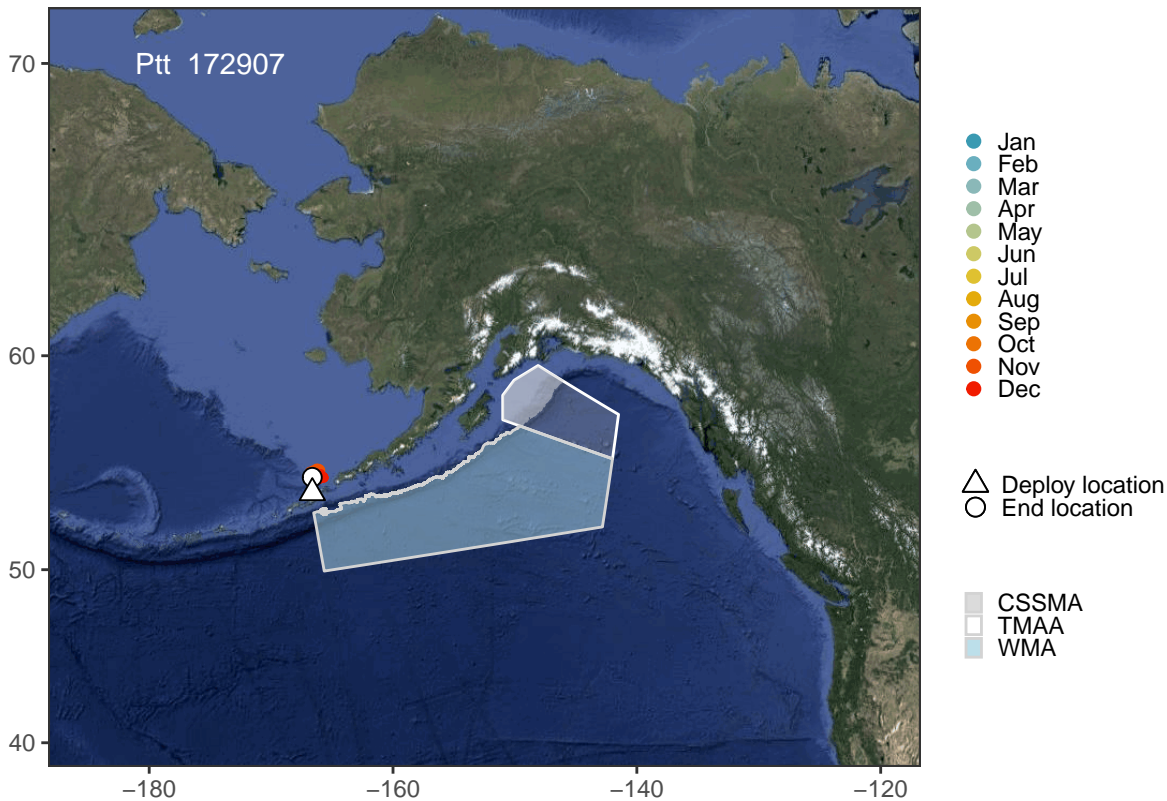 Ptt 172907
70
60
50
40
−180
−160
−140
−120
Jan
Feb
Mar
Apr
May
Jun
Jul
Aug
Sep
Oct
Nov
Dec
Deploy location
End location
CSSMA
TMAA
WMA